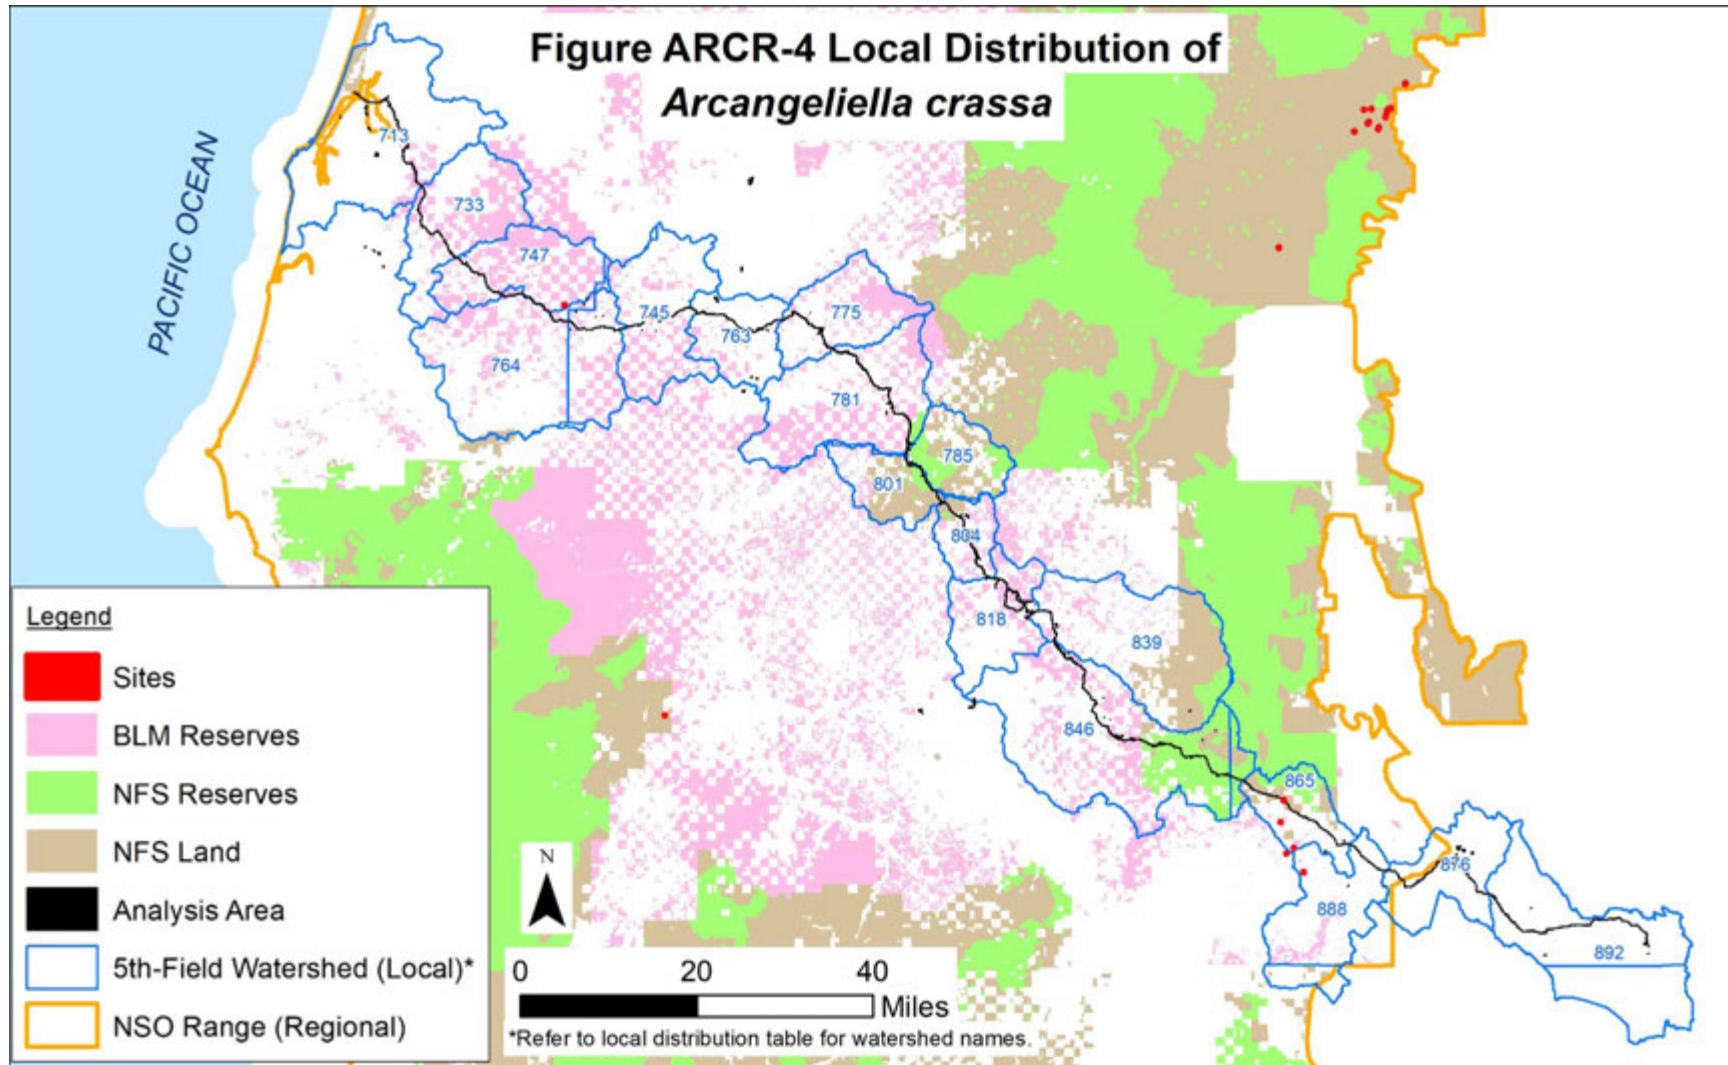 Figure ARCR-4 Local Distribution of
Arcangeliella crassa
PACIFIC OCEAN
713
733
747
745
775
763
764
781
785
801
804
818
839
846
865
876
888
892
Legend
Sites
BLM Reserves
NFS Reserves
NFS Land
Analysis Area
5th-Field Watershed (Local)*
NSO Range (Regional)
N
0 20 40
Miles
*Refer to local distribution table for watershed names.